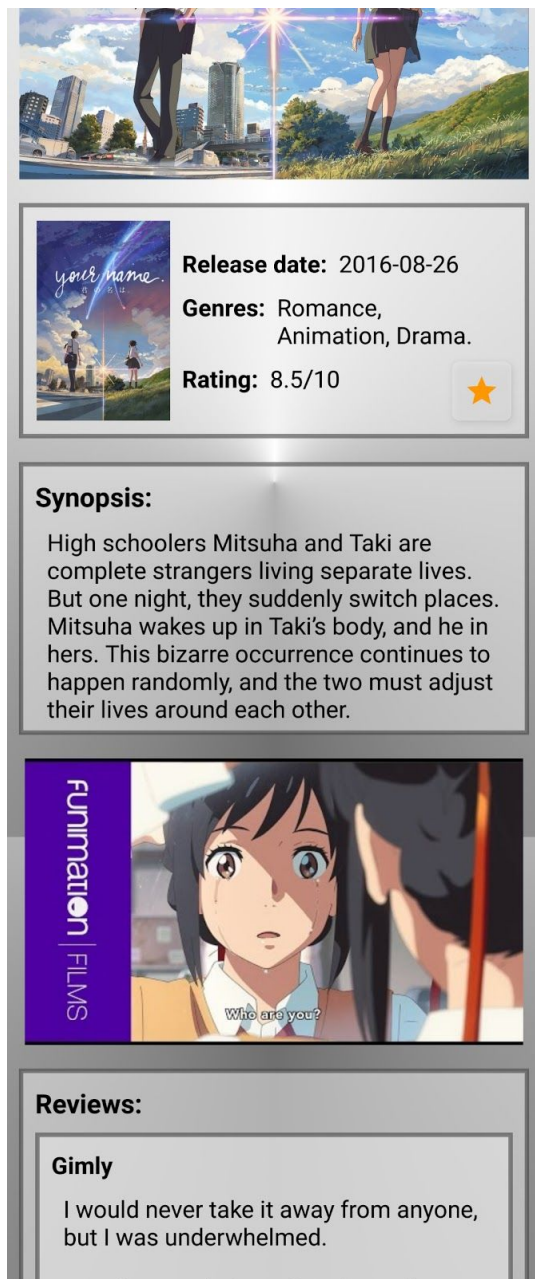 your name.
君の名は。
Release date: 2016-08-26
Genres: Romance,
Animation, Drama.
Rating: 8.5/10
Synopsis:
High schoolers Mitsuha and Taki are
complete strangers living separate lives.
But one night, they suddenly switch places.
Mitsuha wakes up in Taki’s body, and he in
hers. This bizarre occurrence continues to
happen randomly, and the two must adjust
their lives around each other.
FUNIMATION | FILMS
Who are you?
Reviews:
Gimly
I would never take it away from anyone,
but I was underwhelmed.